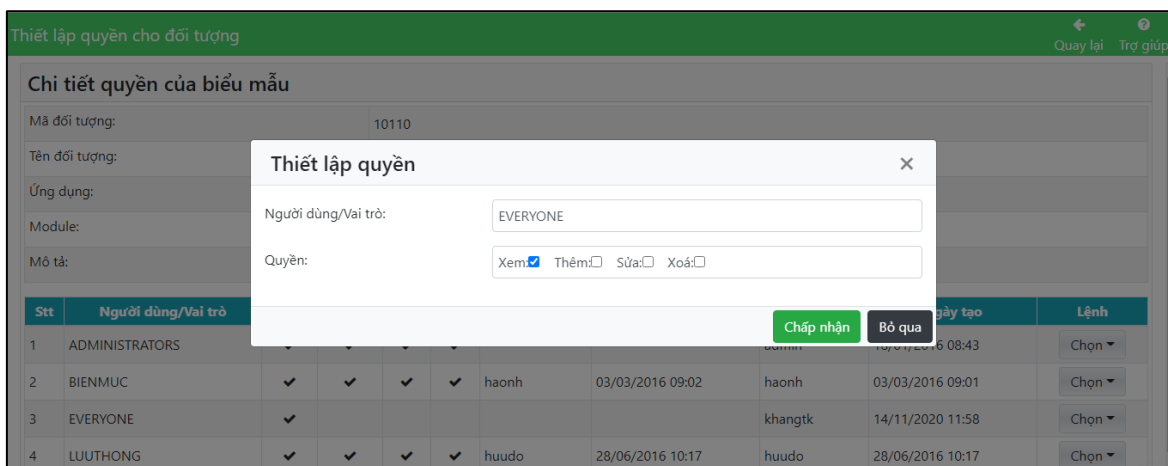 Thiết lập quyền cho đối tượng
Quay lại Trợ giúp
Chi tiết quyền của biểu mẫu
Mã đối tượng: 10110
Tên đối tượng:
Ứng dụng:
Module:
Mô tả:
Thiết lập quyền ×
Người dùng/Vai trò: EVERYONE
Quyền: Xem: Thêm: Sửa: Xoá:
Chấp nhận Bỏ qua
Stt Người dùng/Vai trò tạo Lệnh
1 ADMINISTRATORS admin 08:43 Chọn
2 BIENMUC haonh 03/03/2016 09:02 haonh 03/03/2016 09:01 Chọn
3 EVERYONE khangtk 14/11/2020 11:58 Chọn
4 LUUTHONG huudo 28/06/2016 10:17 huudo 28/06/2016 10:17 Chọn